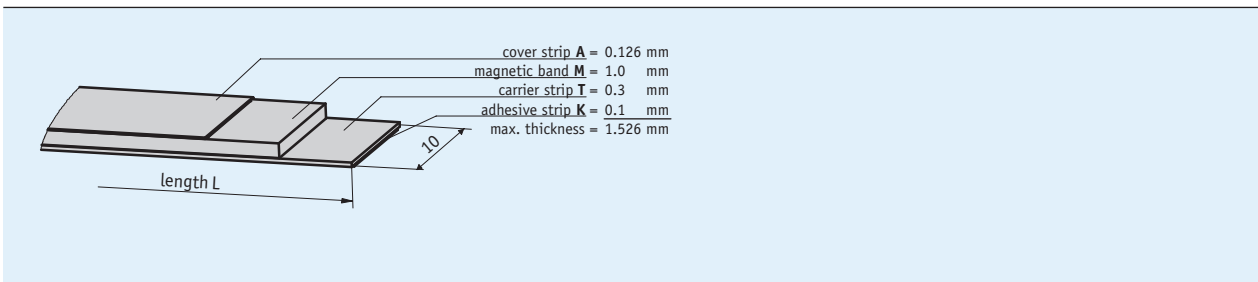 cover strip A = 0.126 mm
magnetic band M = 1.0 mm
carrier strip T = 0.3 mm
adhesive strip K = 0.1 mm
max. thickness = 1.526 mm
10
length L